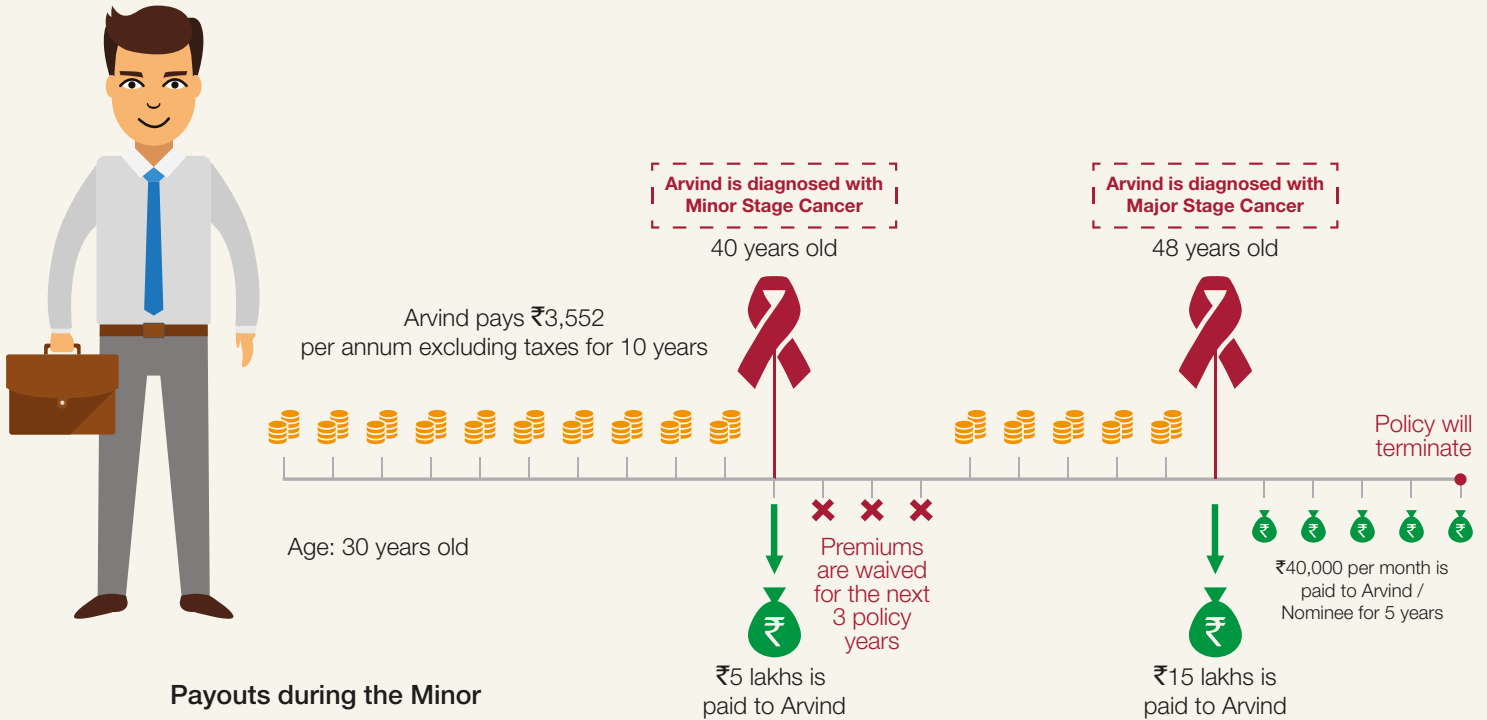 Arvind is diagnosed with
Minor Stage Cancer
40 years old
Arvind is diagnosed with
Major Stage Cancer
48 years old
Arvind pays ₹3,552
per annum excluding taxes for 10 years
Policy will
terminate
Age: 30 years old
Premiums
are waived
for the next
3 policy
years
₹
₹5 lakhs is
paid to Arvind
₹
₹15 lakhs is
paid to Arvind
₹ ₹ ₹ ₹ ₹
₹40,000 per month is
paid to Arvind /
Nominee for 5 years
Payouts during the Minor